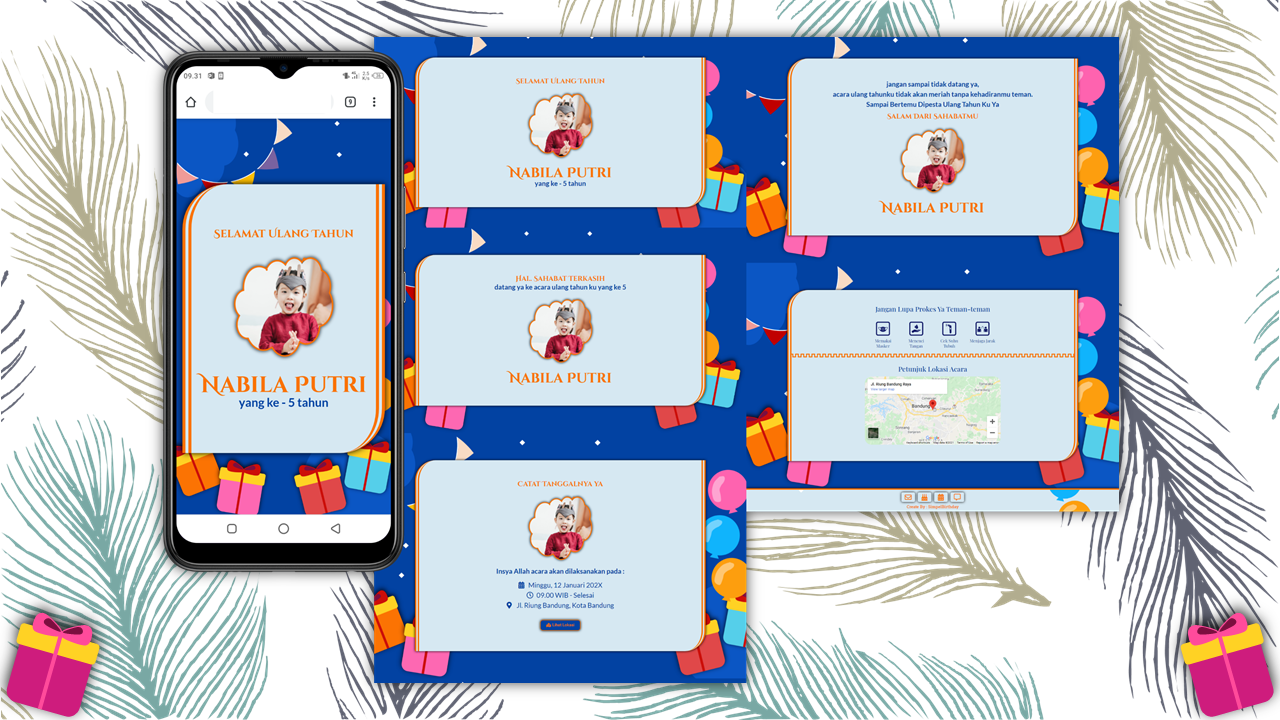 09.31
9
SELAMAT ULANG TAHUN
NABILA PUTRI
yang ke - 5 tahun
SELAMAT ULANG TAHUN
NABILA PUTRI
yang ke - 5 tahun
HAI.. SAHABAT TERKASIH
datang ya ke acara ulang tahun ku yang ke 5
NABILA PUTRI
CATAT TANGGALNYA YA
Insya Allah acara akan dilaksanakan pada :
Minggu, 12 Januari 202X
09.00 WIB - Selesai
Jl. Riung Bandung, Kota Bandung
Lihat Lokasi
jangan sampai tidak datang ya,
acara ulang tahunku tidak akan meriah tanpa kehadiranmu teman.
Sampai Bertemu Dipesta Ulang Tahun Ku Ya
SALAM DARI SAHABATMU
NABILA PUTRI
Jangan Lupa Prokes Ya Teman-teman
Memakai Masker
Mencuci Tangan
Cek Suhu Tubuh
Menjaga Jarak
Petunjuk Lokasi Acara
Jl. Riung Bandung Raya
View larger map
Bandung